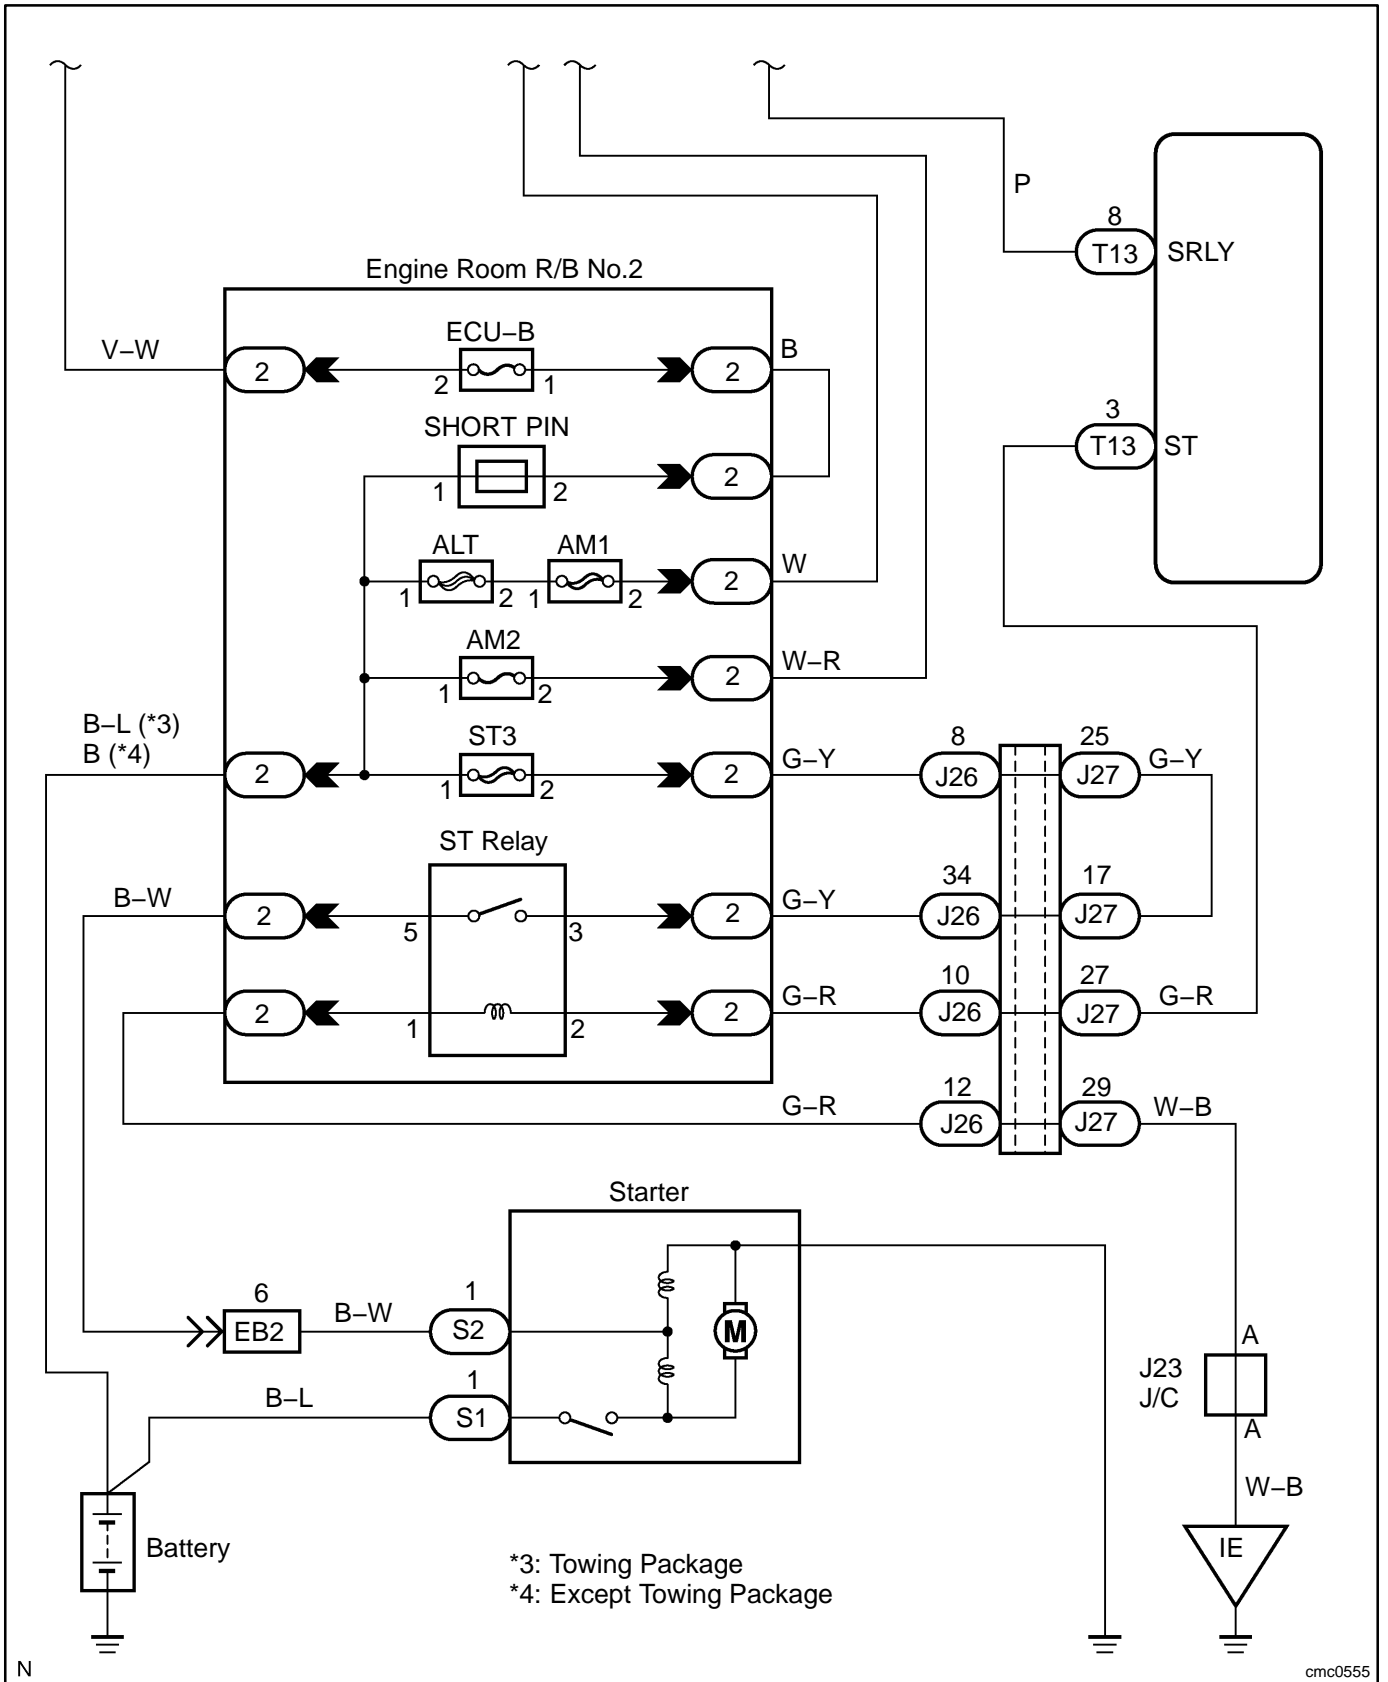 P
8
T13 SRLY
Engine Room R/B No.2
V–W
2
ECU–B
2 1
2
B
SHORT PIN
1 2
2
3
T13 ST
ALT
1 2
AM1
1 2
2
W
AM2
1 2
2
W–R
B–L (*3)
B (*4)
2
ST3
1 2
2
G–Y
8
J26
25
J27
G–Y
ST Relay
B–W
2
5 3
2
G–Y
34
J26
17
J27
2
1 2
2
G–R
10
J26
27
J27
G–R
G–R
12
J26
29
J27
W–B
Starter
6
EB2
B–W
1
S2
M
B–L
1
S1
A
J23
J/C
A
W–B
IE
Battery
*3: Towing Package
*4: Except Towing Package
N
cmc0555